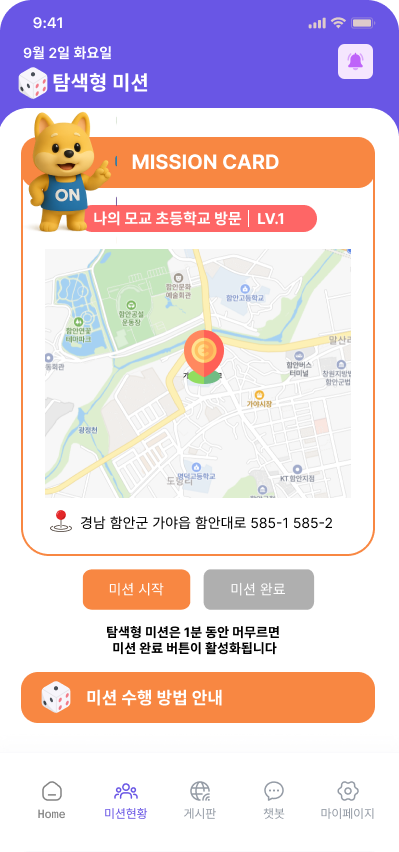 9:41
9월 2일 화요일
탐색형 미션
MISSION CARD
ON
나의 모교 초등학교 방문 | LV.1
함안문화
예술회관
함안고등학교
함안공설
운동장
함안연꽃
테마파크
말산리
함안버스
터미널
창원지방법
함안군법
가야시장
광정천
명덕고등학교
도항리
KT함안지점
경남 함안군 가야읍 함안대로 585-1 585-2
미션 시작
미션 완료
탐색형 미션은 1분 동안 머무르면
미션 완료 버튼이 활성화됩니다
미션 수행 방법 안내
Home
미션현황
게시판
챗봇
마이페이지